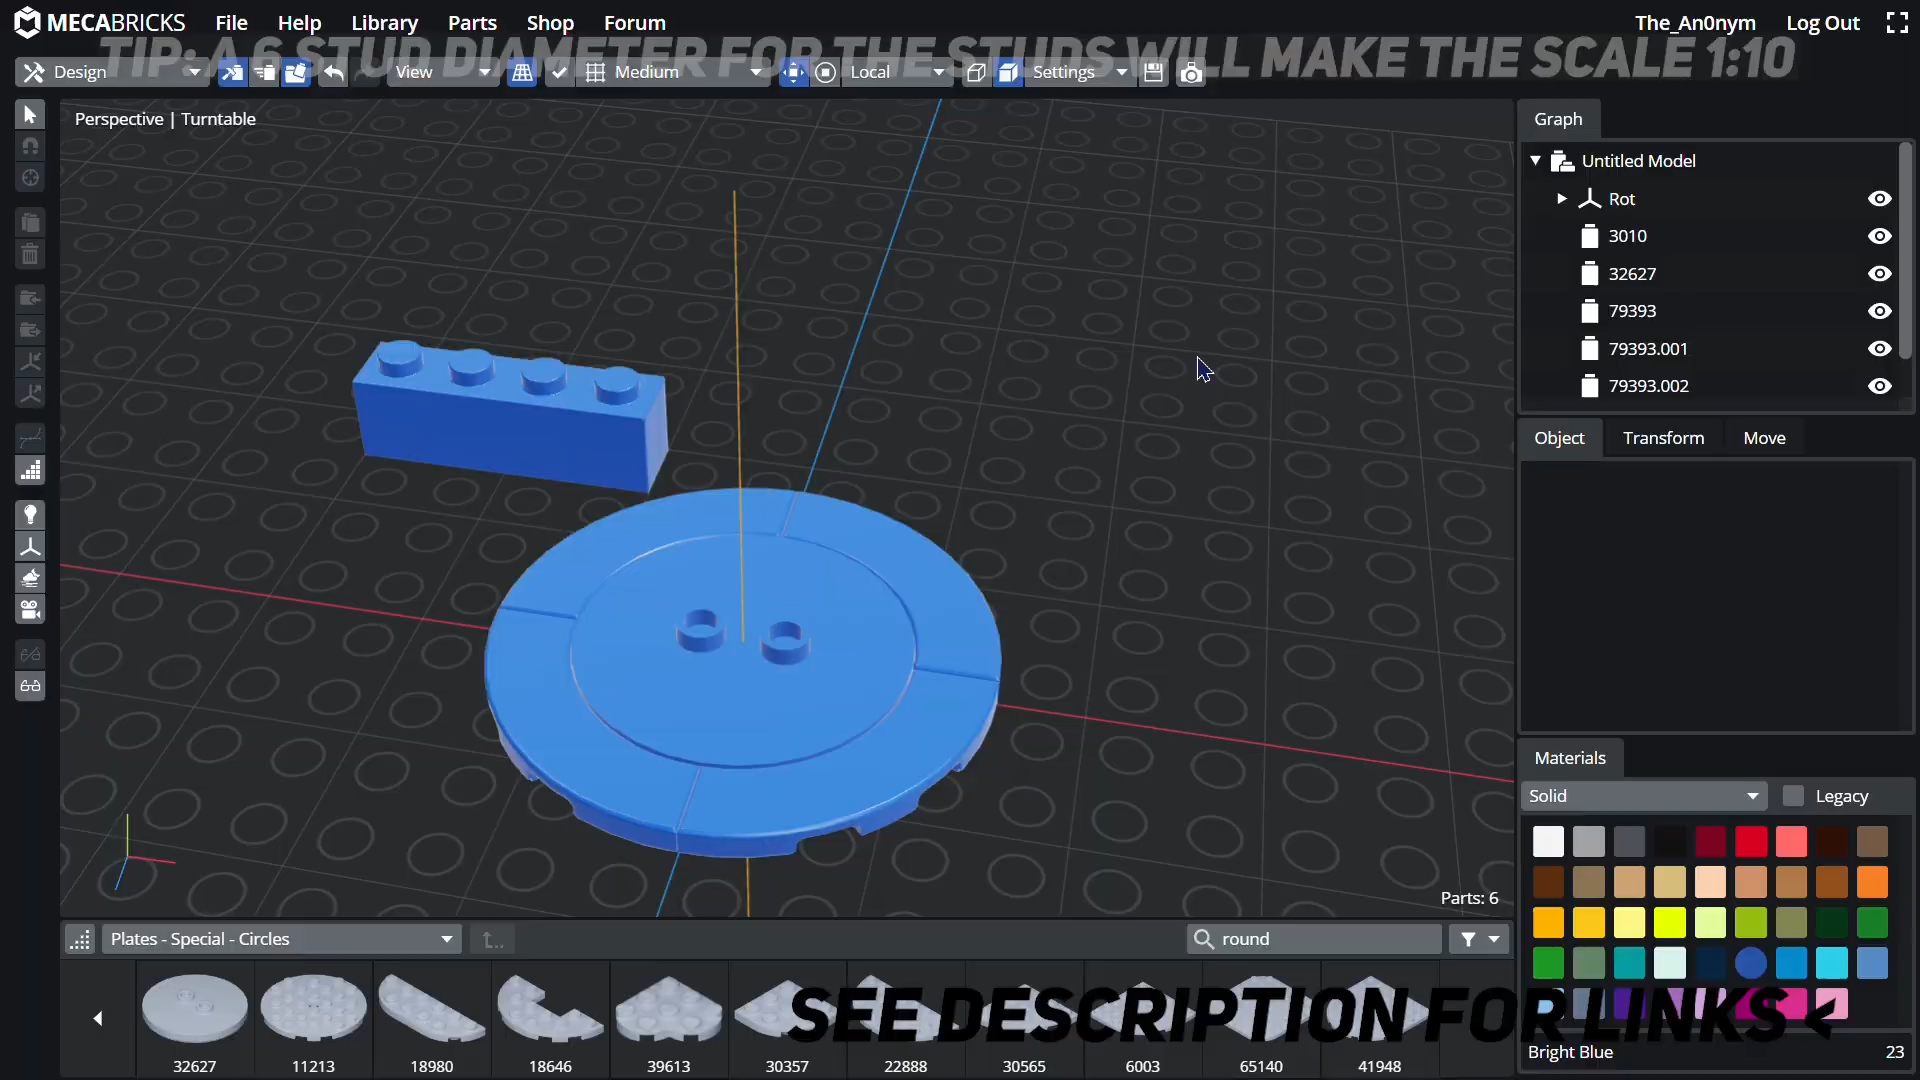 MECABRICKS File Help Library Parts Shop Forum The_An0nym Log Out
TIP: A 6 STUD DIAMETER FOR THE STUDS WILL MAKE THE SCALE 1:10
Design View Medium Local Settings
Perspective | Turntable
Graph
Untitled Model
Rot
3010
32627
79393
79393.001
79393.002
Object Transform Move
Materials
Solid Legacy
Parts: 6
Plates - Special - Circles round
SEE DESCRIPTION FOR LINKS <
32627 11213 18980 18646 39613 30357 22888 30565 6003 65140 41948
Bright Blue 23